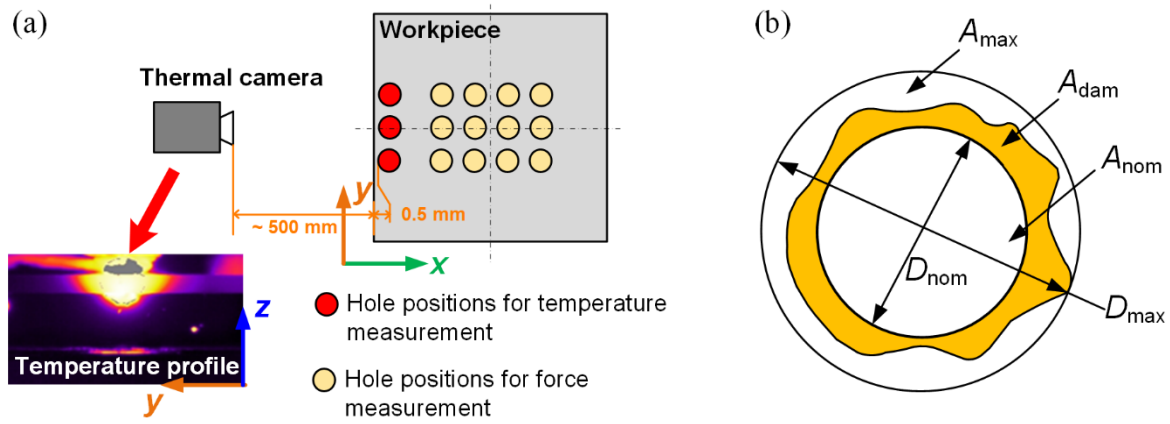 (a)
Workpiece
Thermal camera
y
0.5 mm
~ 500 mm
x
z
Temperature profile
y
Hole positions for temperature
measurement
Hole positions for force
measurement
(b)
Amax
Adam
Anom
Dnom
Dmax